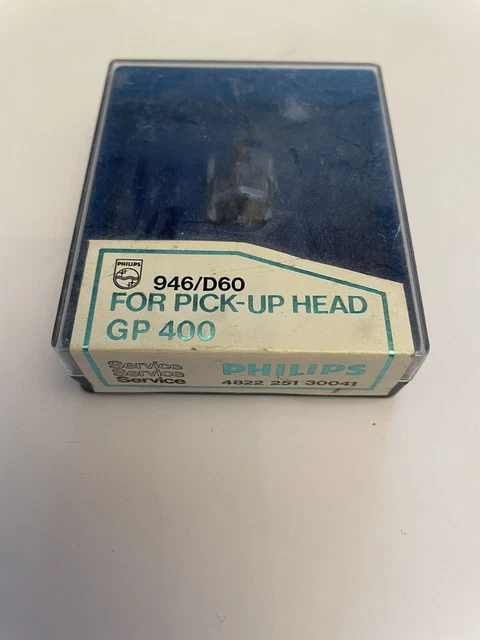 PHILIPS
946/D60
FOR PICK-UP HEAD
GP 400
Service
Service
Service
PHILIPS
4822 251 30041